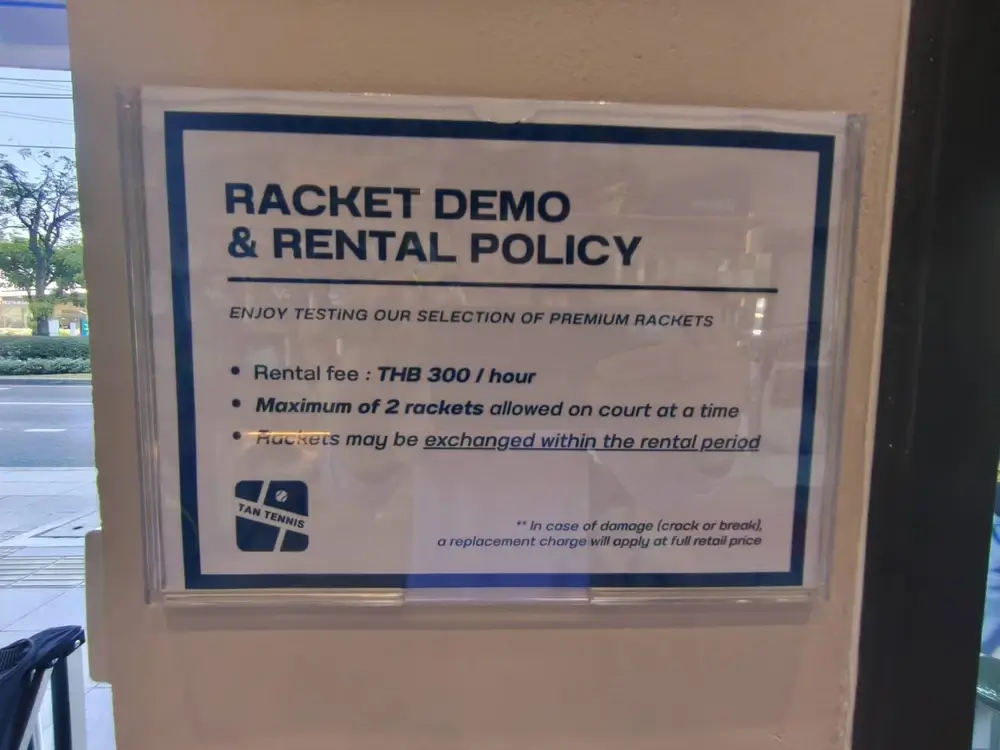 RACKET DEMO
& RENTAL POLICY
ENJOY TESTING OUR SELECTION OF PREMIUM RACKETS
• Rental fee : THB 300 / hour
• Maximum of 2 rackets allowed on court at a time
• Rackets may be exchanged within the rental period
TAN TENNIS
** In case of damage (crack or break),
a replacement charge will apply at full retail price